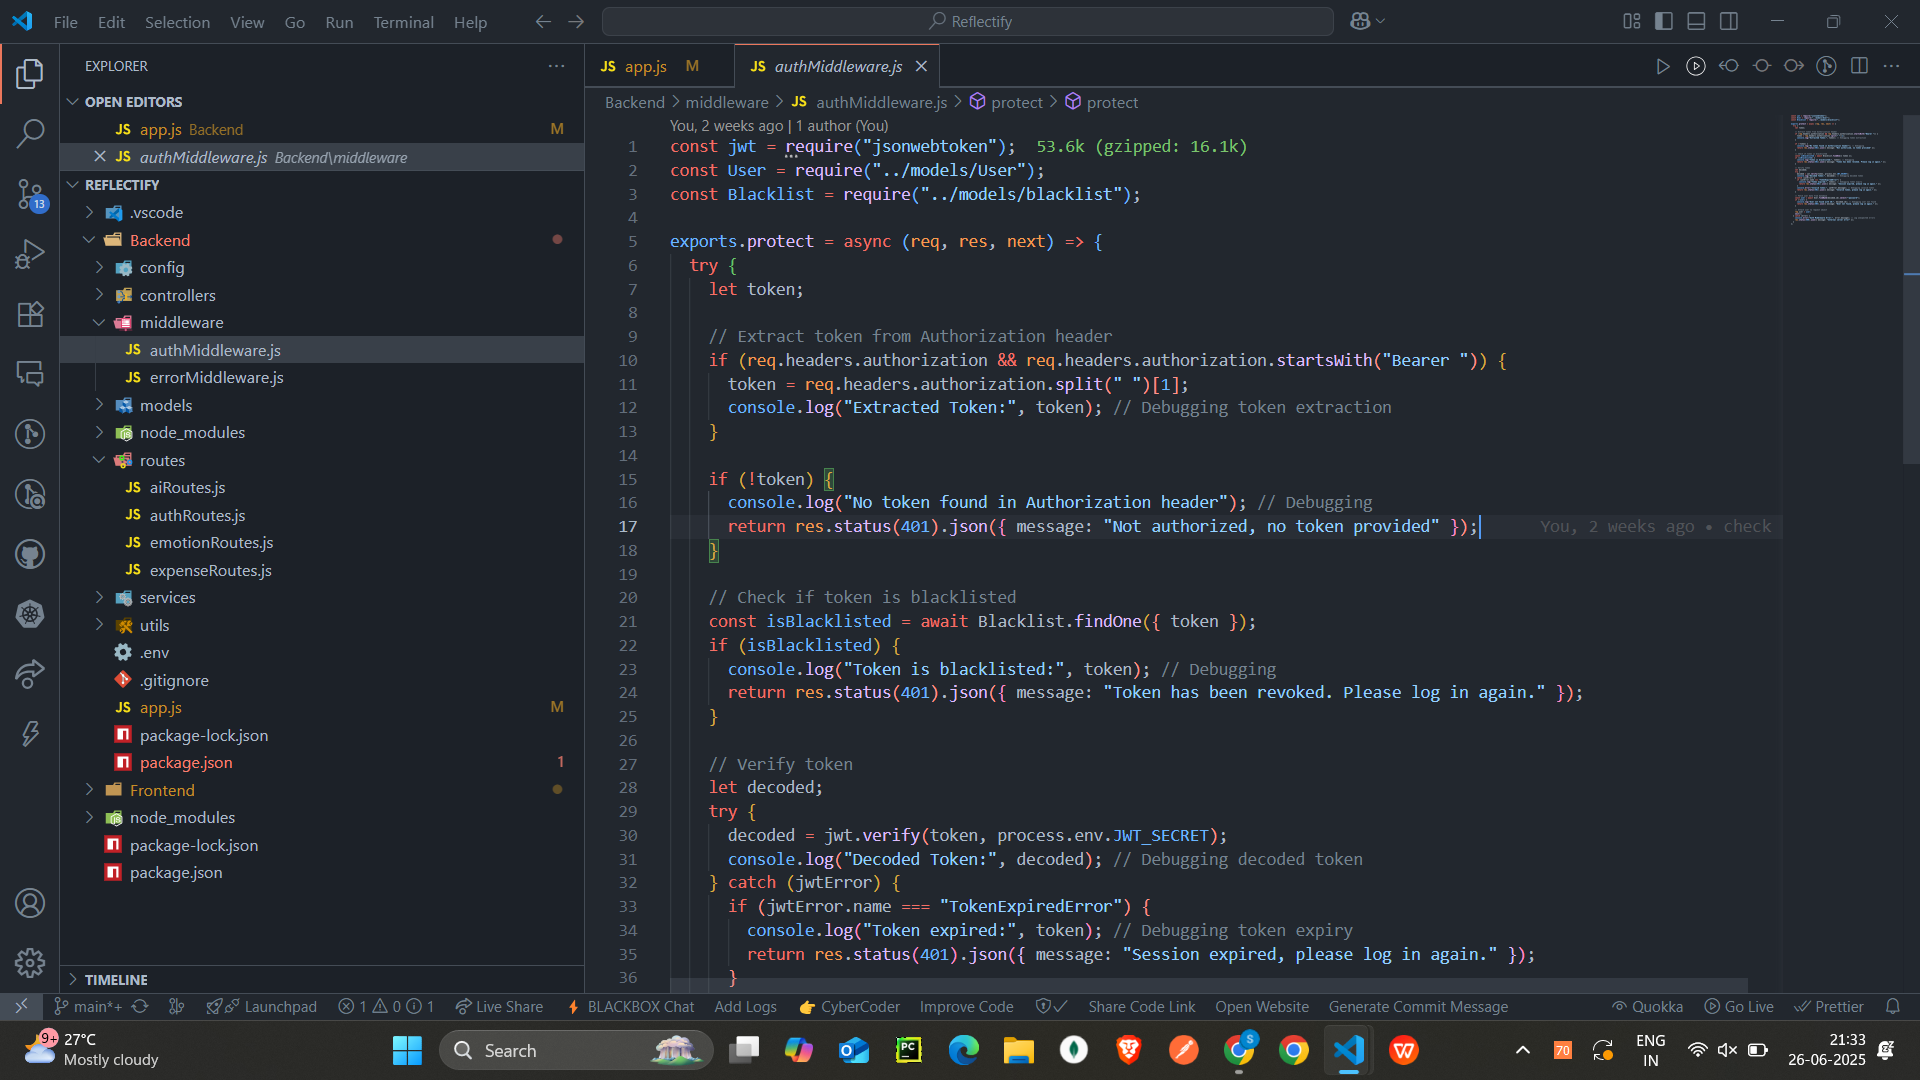 File Edit Selection View Go Run Terminal Help
Reflectify
EXPLORER
OPEN EDITORS
JS app.js Backend M
JS authMiddleware.js Backend\middleware
REFLECTIFY
.vscode
Backend
config
controllers
middleware
JS authMiddleware.js
JS errorMiddleware.js
models
node_modules
routes
JS aiRoutes.js
JS authRoutes.js
JS emotionRoutes.js
JS expenseRoutes.js
services
utils
.env
.gitignore
JS app.js M
package-lock.json
package.json 1
Frontend
node_modules
package-lock.json
package.json
TIMELINE
13
JS app.js M
JS authMiddleware.js
Backend > middleware > JS authMiddleware.js > protect > protect
You, 2 weeks ago | 1 author (You)
1 const jwt = require("jsonwebtoken"); 53.6k (gzipped: 16.1k)
2 const User = require("../models/User");
3 const Blacklist = require("../models/blacklist");
4
5 exports.protect = async (req, res, next) => {
6 try {
7 let token;
8
9 // Extract token from Authorization header
10 if (req.headers.authorization && req.headers.authorization.startsWith("Bearer ")) {
11 token = req.headers.authorization.split(" ")[1];
12 console.log("Extracted Token:", token); // Debugging token extraction
13 }
14
15 if (!token) {
16 console.log("No token found in Authorization header"); // Debugging
17 return res.status(401).json({ message: "Not authorized, no token provided" }); You, 2 weeks ago • check
18 }
19
20 // Check if token is blacklisted
21 const isBlacklisted = await Blacklist.findOne({ token });
22 if (isBlacklisted) {
23 console.log("Token is blacklisted:", token); // Debugging
24 return res.status(401).json({ message: "Token has been revoked. Please log in again." });
25 }
26
27 // Verify token
28 let decoded;
29 try {
30 decoded = jwt.verify(token, process.env.JWT_SECRET);
31 console.log("Decoded Token:", decoded); // Debugging decoded token
32 } catch (jwtError) {
33 if (jwtError.name === "TokenExpiredError") {
34 console.log("Token expired:", token); // Debugging token expiry
35 return res.status(401).json({ message: "Session expired, please log in again." });
36 }
main*+ Launchpad 1 0 1 Live Share BLACKBOX Chat Add Logs CyberCoder Improve Code Share Code Link Open Website Generate Commit Message Quokka Go Live Prettier
9+ 27°C
Mostly cloudy
Search
PC
S
W
70
ENG
IN
21:33
26-06-2025